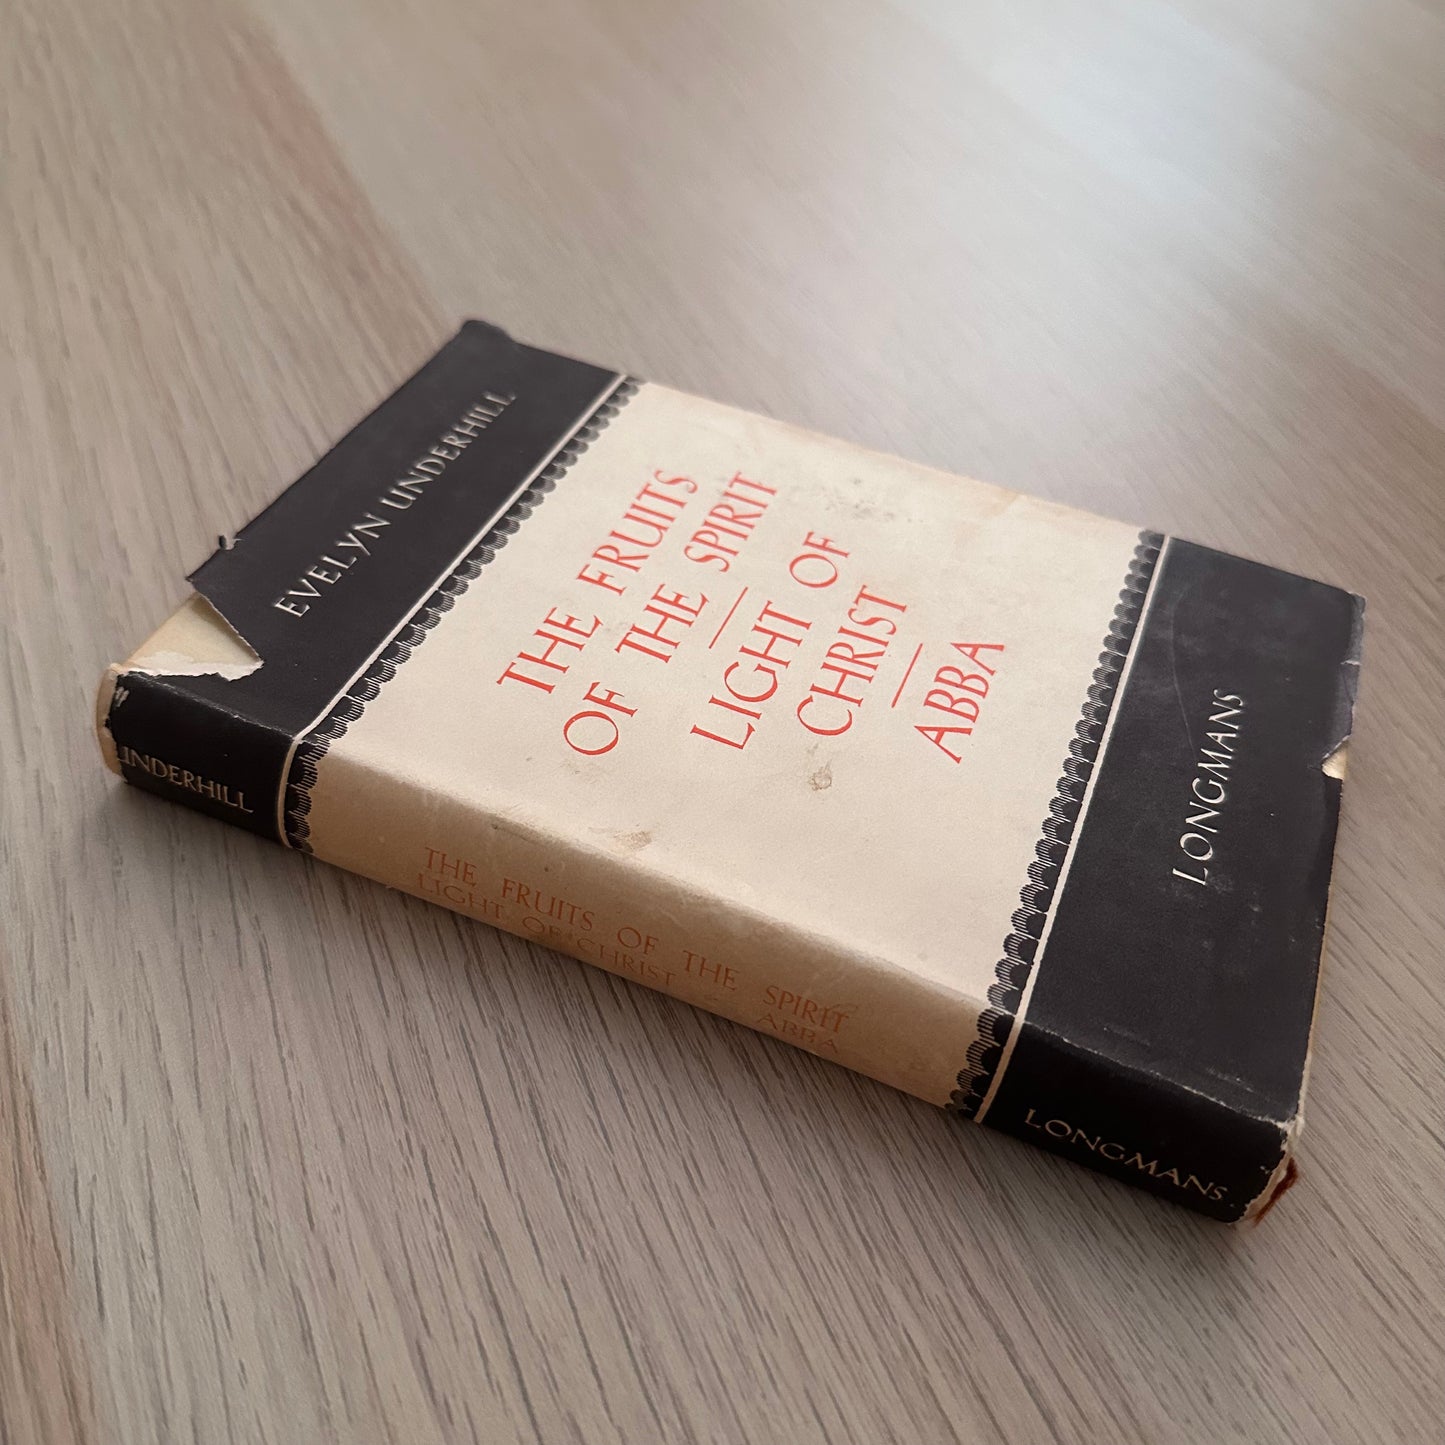 EVELYN UNDERHILL
THE FRUITS
OF THE SPIRIT
LIGHT OF
CHRIST
ABBA
LONGMANS
UNDERHILL
THE FRUITS OF THE SPIRIT
LIGHT OF CHRIST ABBA
LONGMANS